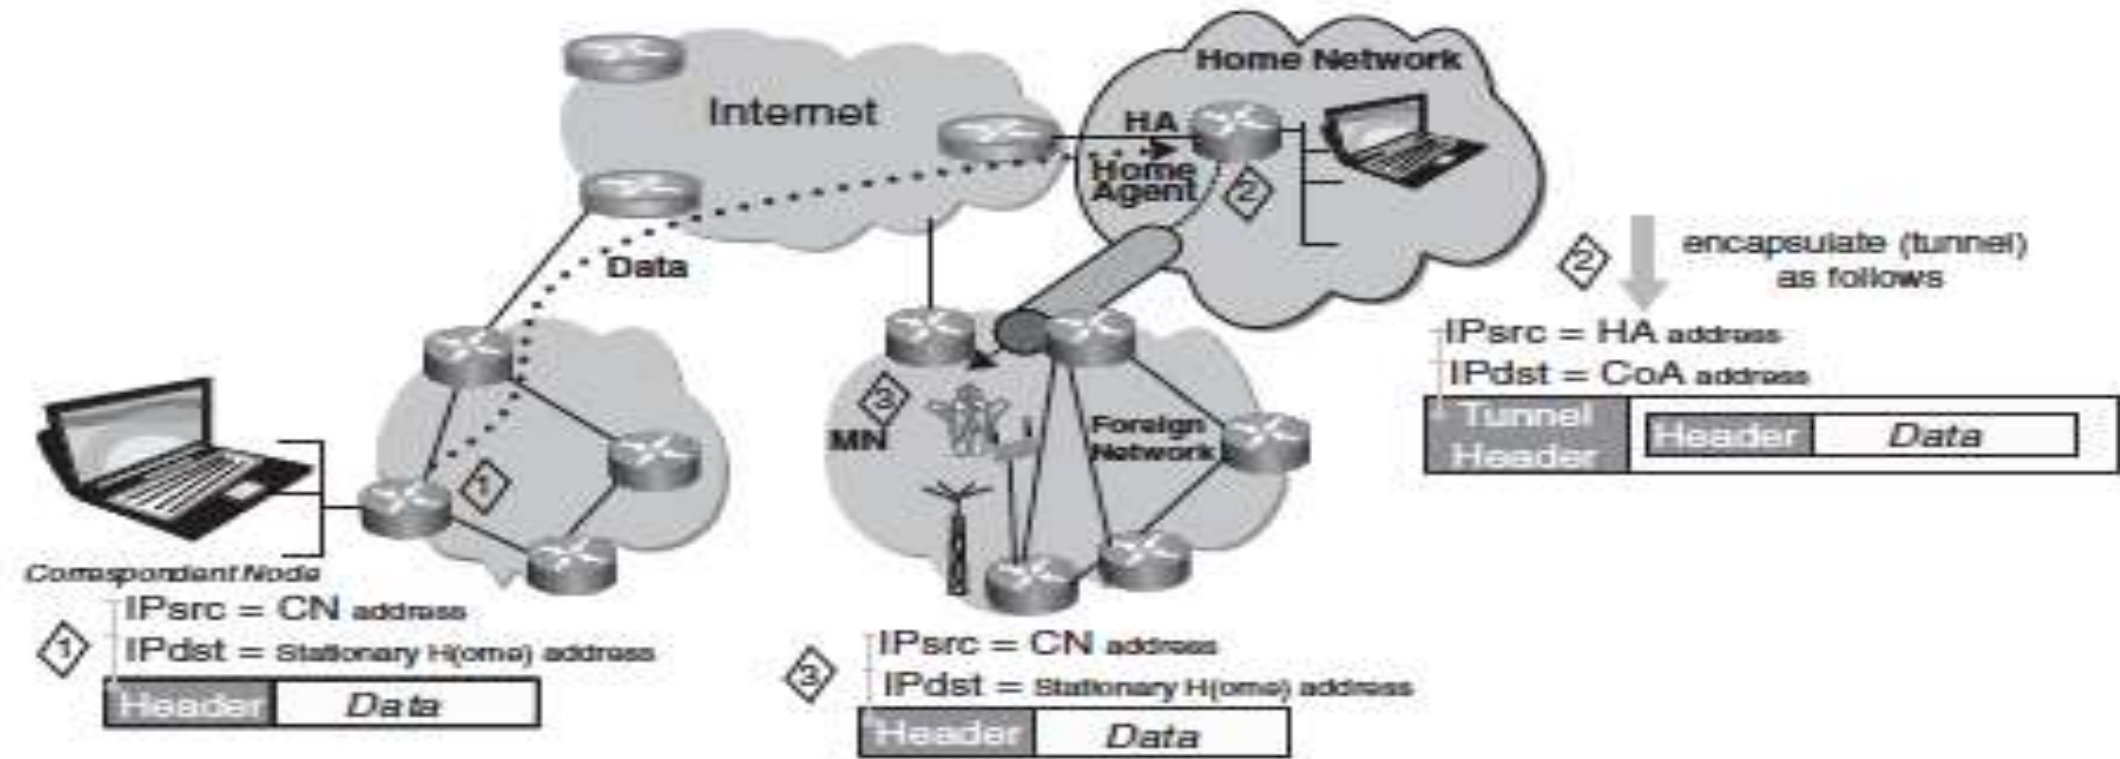 Internet
Home Network
HA
Home
Agent
2
Data
2
encapsulate (tunnel)
as follows
IPsrc = HA address
IPdst = CoA address
Tunnel
Header
Header
Data
3
MN
Foreign
Network
1
Correspondent Node
1
IPsrc = CN address
IPdst = Stationary H(ome) address
Header
Data
3
IPsrc = CN address
IPdst = Stationary H(ome) address
Header
Data